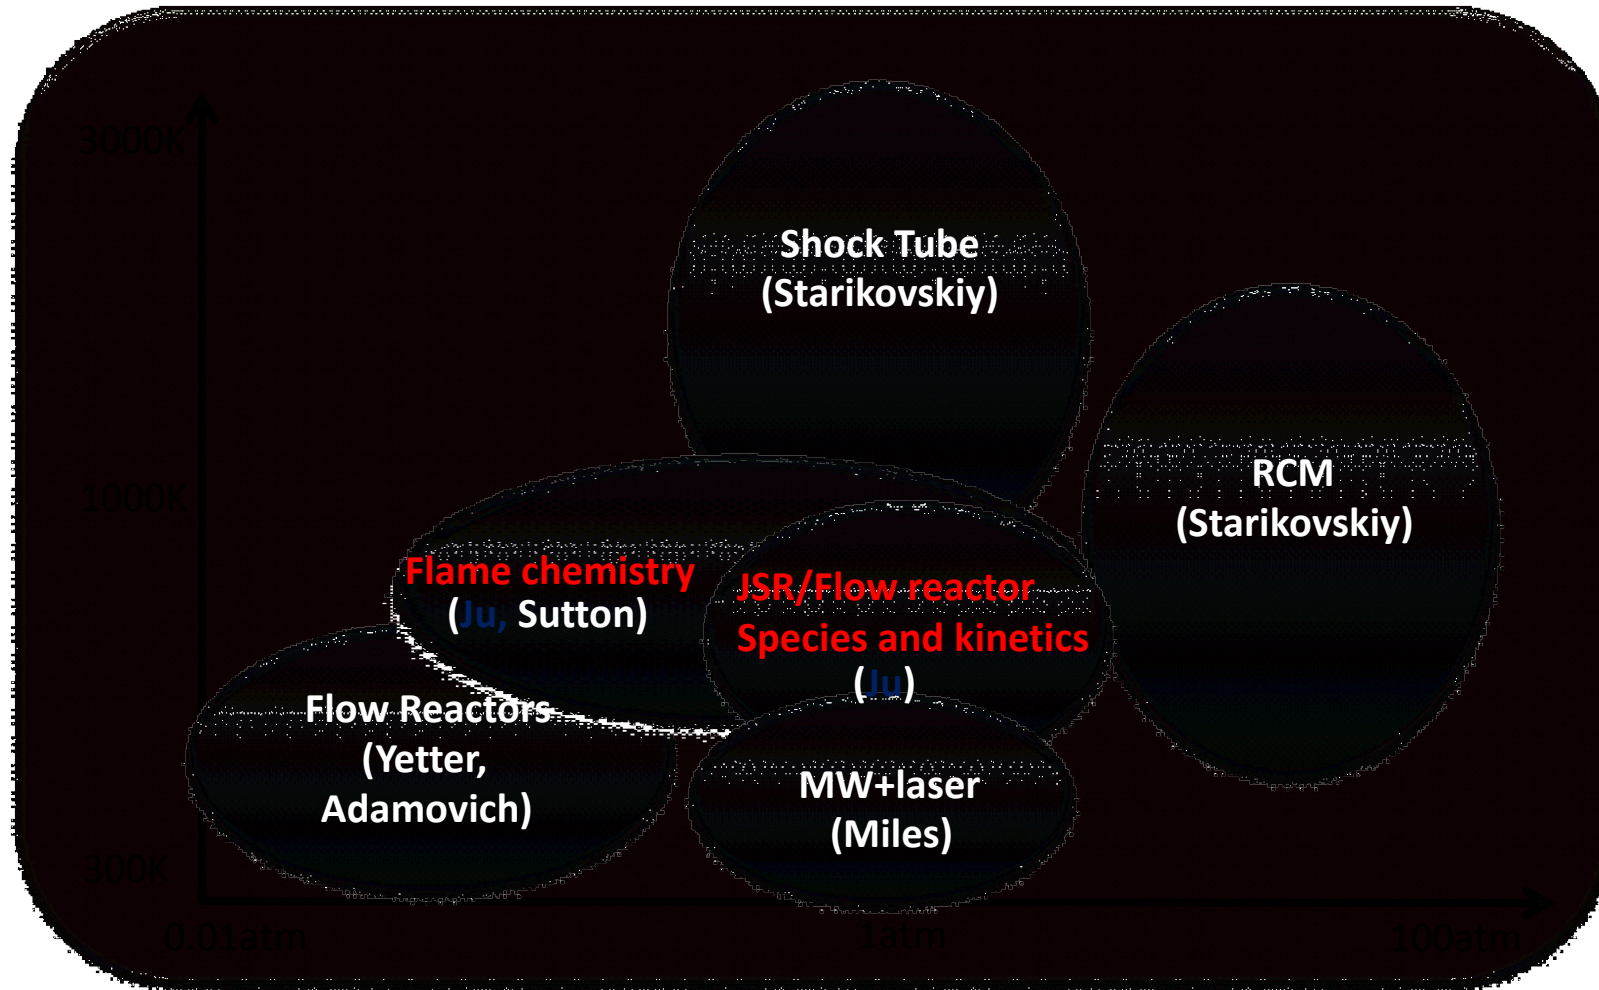 3000K
Shock Tube
(Starikovskiy)
RCM
(Starikovskiy)
1000K
Flame chemistry
(Ju, Sutton)
JSR/Flow reactor
Species and kinetics
(Ju)
Flow Reactors
(Yetter,
Adamovich)
MW+laser
(Miles)
300K
0.01atm
1atm
100atm